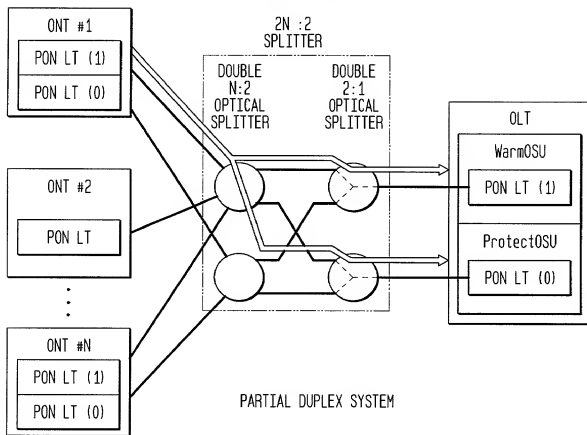 ONT #1
PON LT (1)
PON LT (0)
ONT #2
PON LT
ONT #N
PON LT (1)
PON LT (0)
2N :2
SPLITTER
DOUBLE
N:2
OPTICAL
SPLITTER
DOUBLE
2:1
OPTICAL
SPLITTER
OLT
WarmOSU
PON LT (1)
ProtectOSU
PON LT (0)
PARTIAL DUPLEX SYSTEM